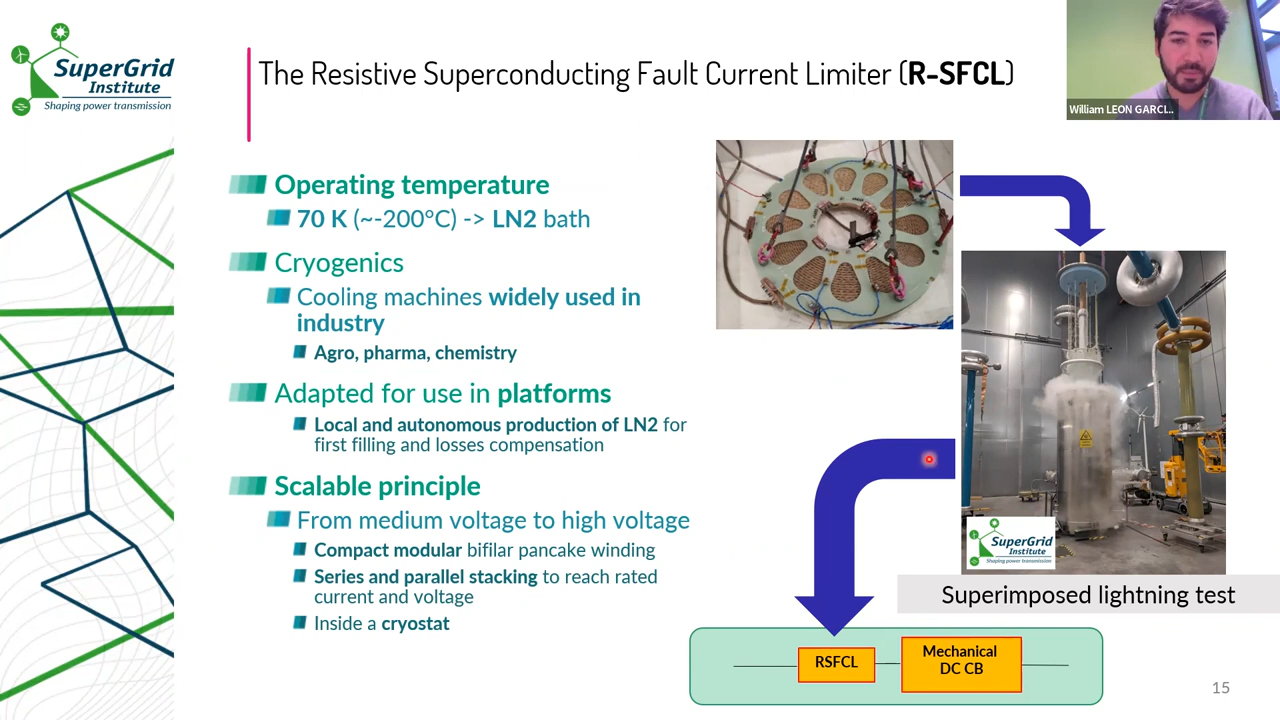 SuperGrid
Institute
Shaping power transmission
The Resistive Superconducting Fault Current Limiter (R-SFCL)
William LEON GARCI...
Operating temperature
70 K (~-200°C) -> LN2 bath
Cryogenics
Cooling machines widely used in
industry
Agro, pharma, chemistry
Adapted for use in platforms
Local and autonomous production of LN2 for
first filling and losses compensation
Scalable principle
From medium voltage to high voltage
Compact modular bifilar pancake winding
Series and parallel stacking to reach rated
current and voltage
Inside a cryostat
SuperGrid
Institute
Shaping power transmission
Superimposed lightning test
RSFCL
Mechanical
DC CB
15